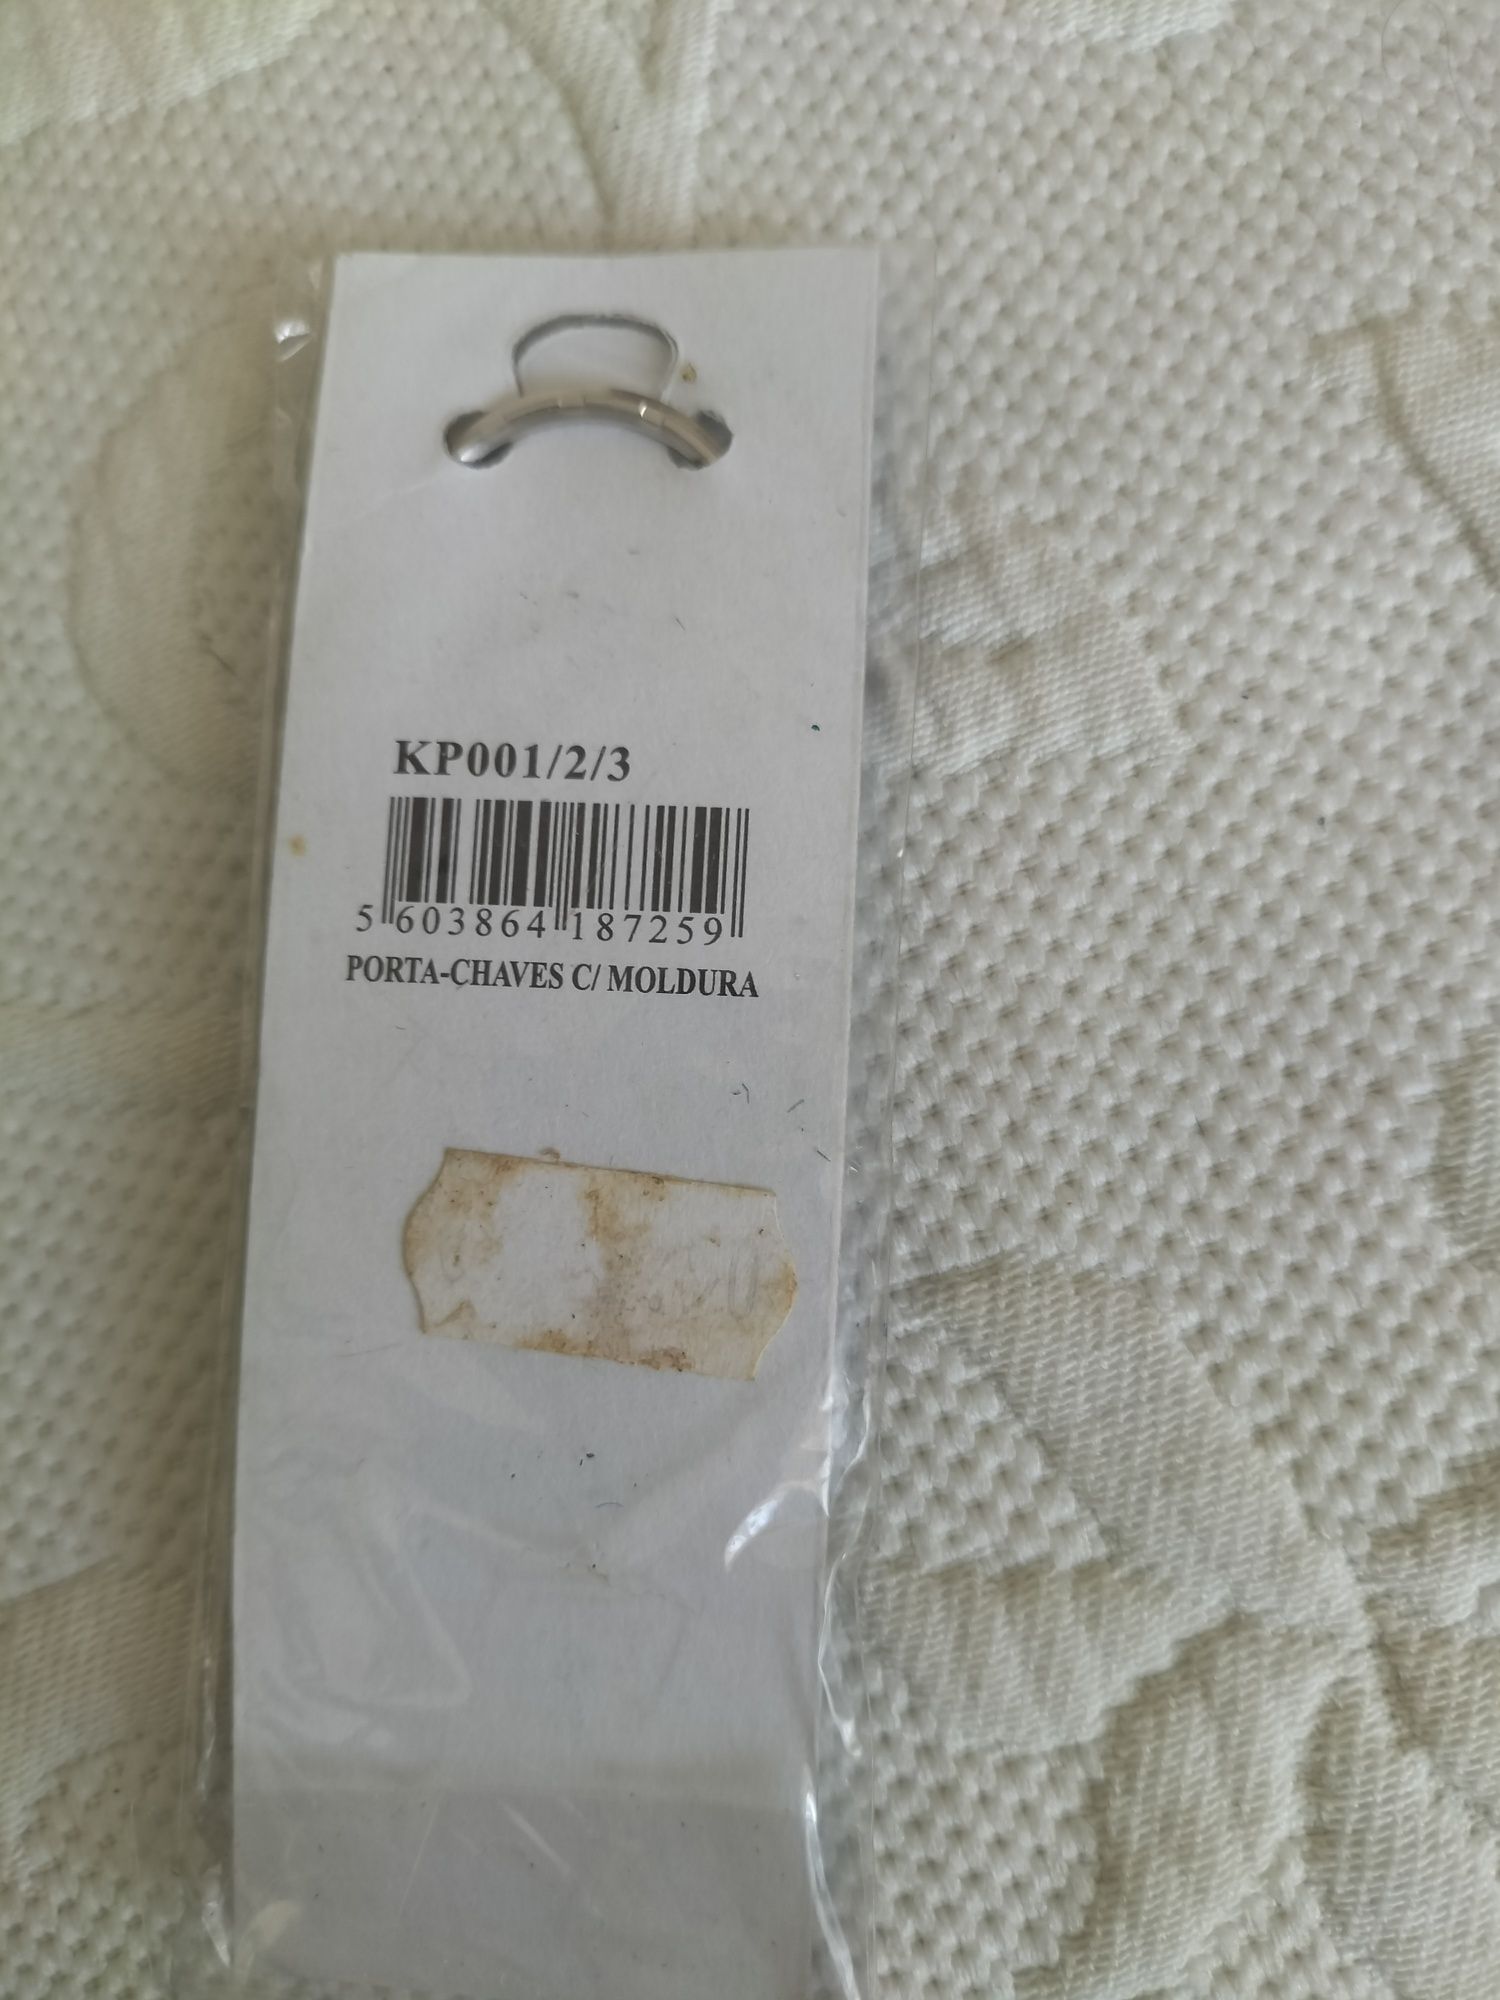 KP001/2/3
5 603864 187259
PORTA-CHAVES C/ MOLDURA